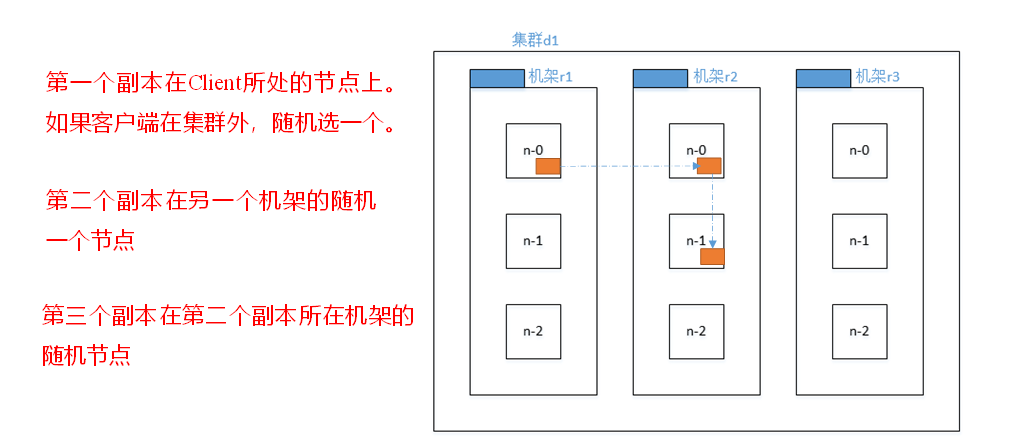 第一个副本在Client所处的节点上。
如果客户端在集群外，随机选一个。
第二个副本在另一个机架的随机
一个节点
第三个副本在第二个副本所在机架的
随机节点
集群d1
机架r1
机架r2
机架r3
n-0
n-0
n-0
n-1
n-1
n-1
n-2
n-2
n-2